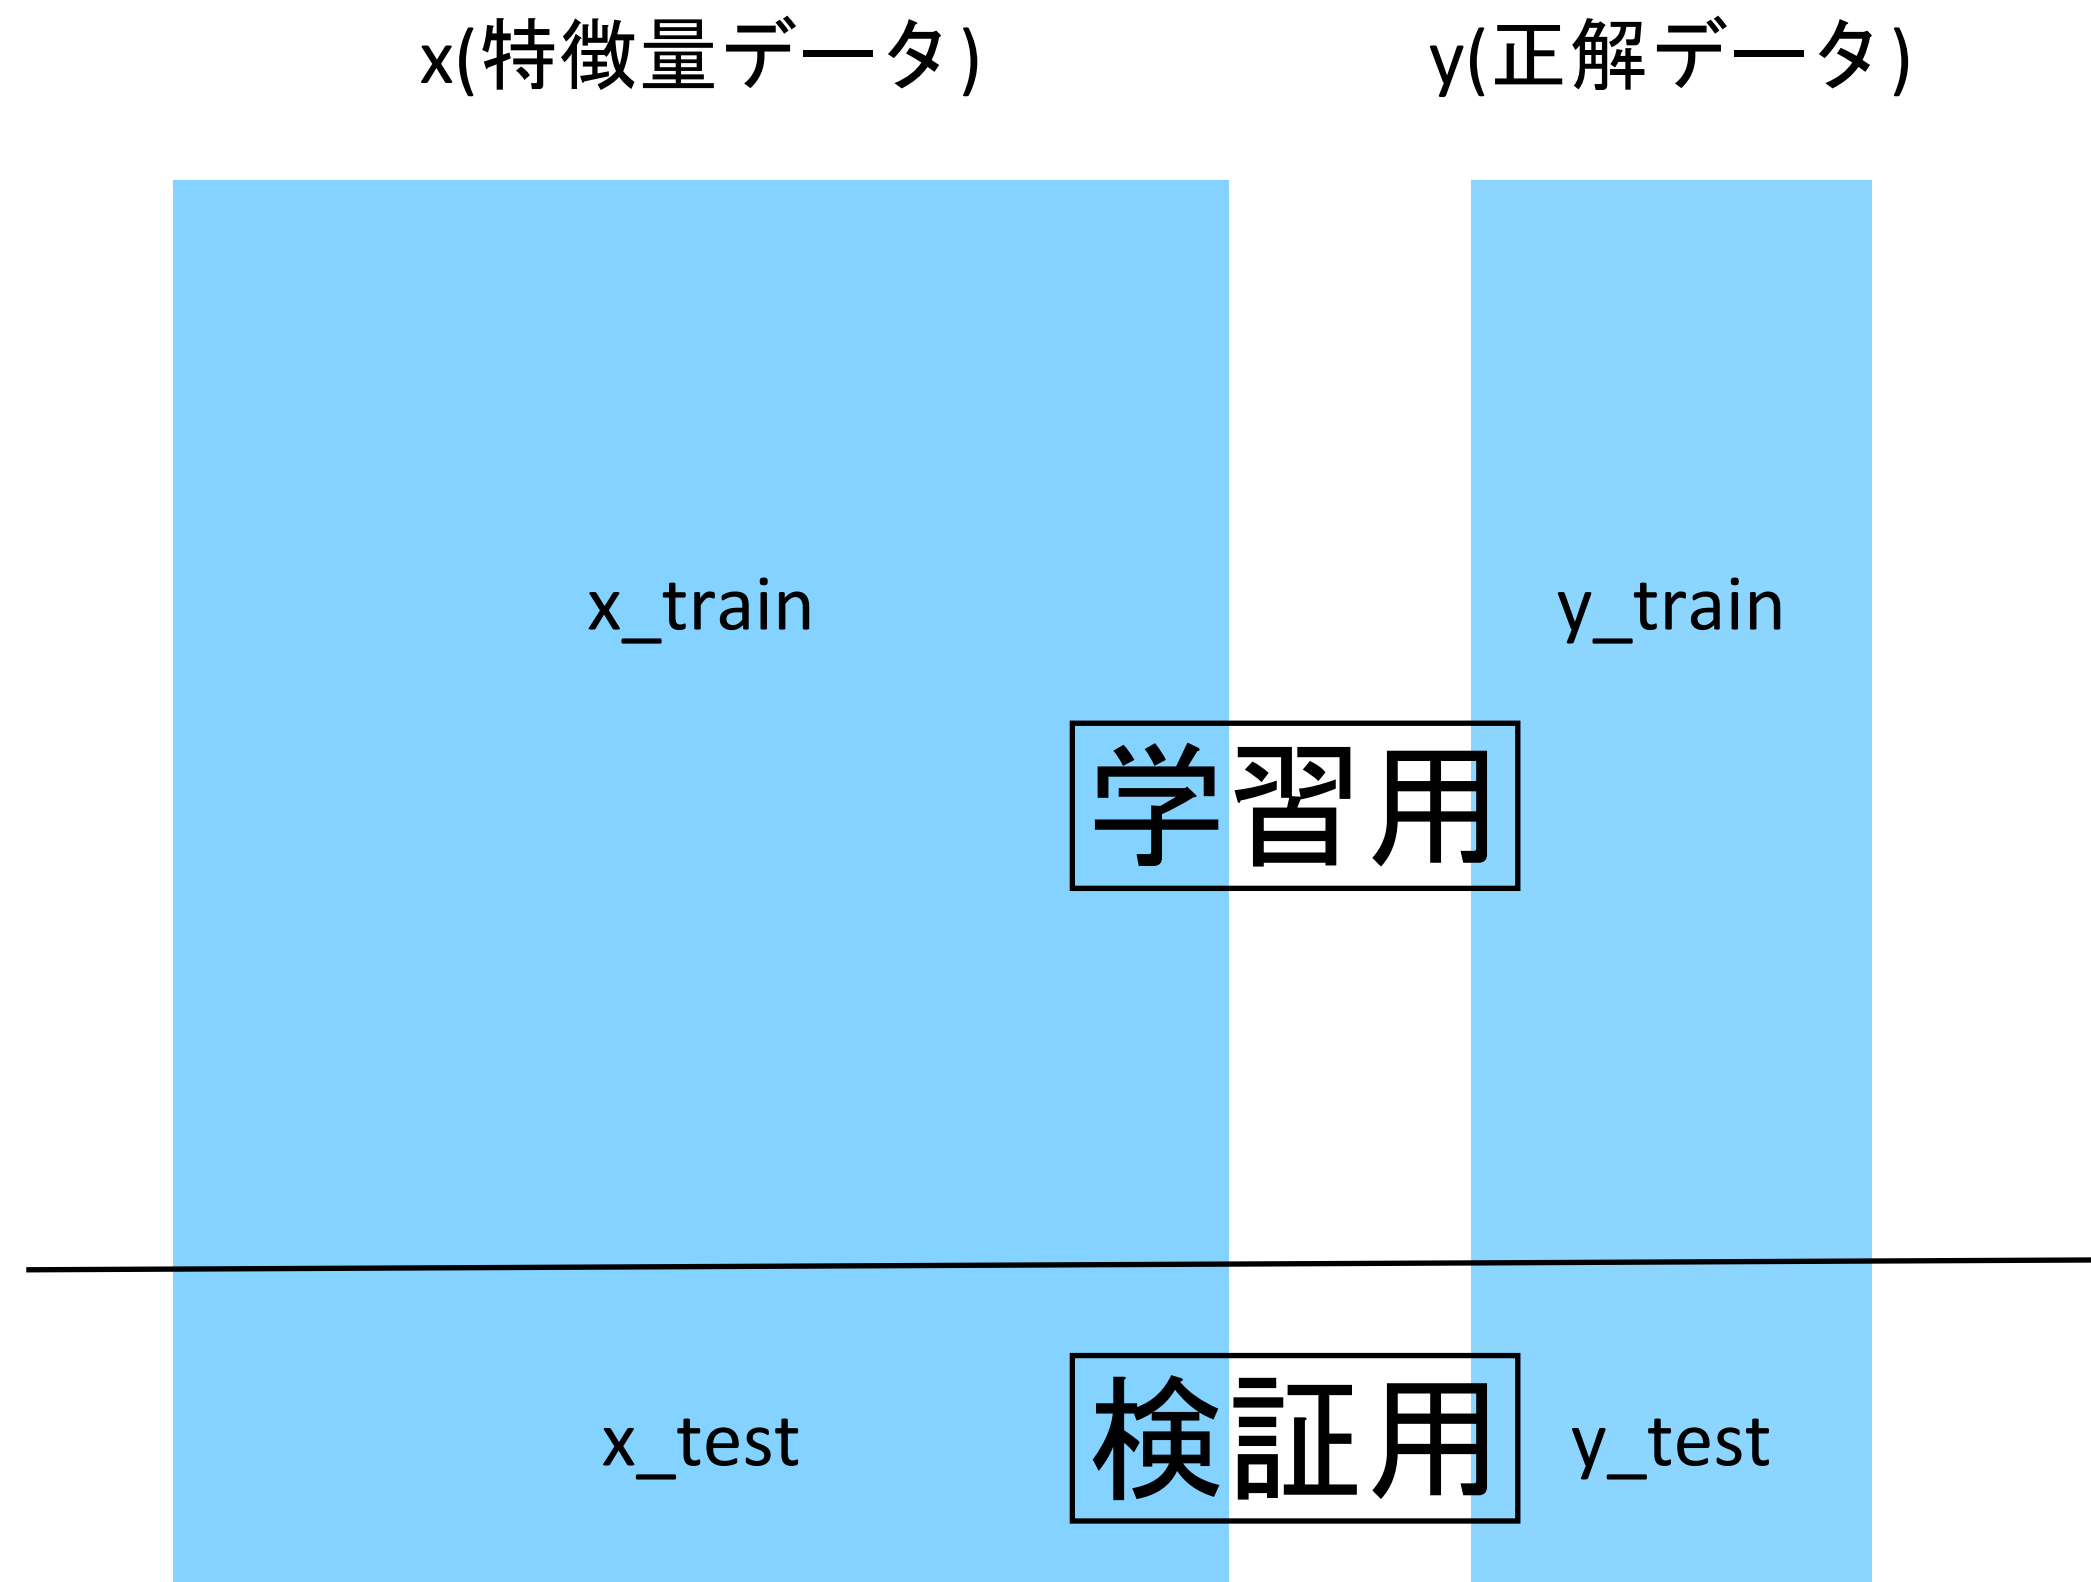 x(特徴量データ)
y(正解データ)
x_train
y_train
学習用
x_test
検証用
y_test